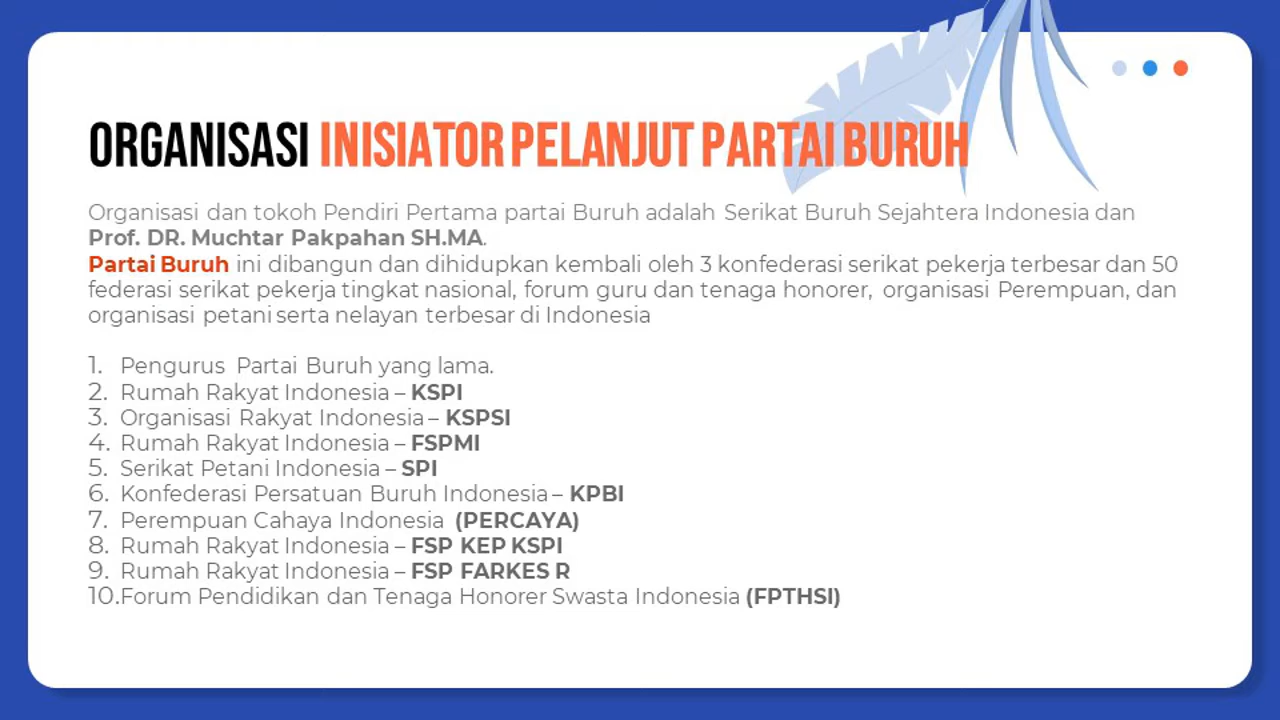 ORGANISASI INISIATOR PELANJUT PARTAI BURUH
Organisasi dan tokoh Pendiri Pertama partai Buruh adalah Serikat Buruh Sejahtera Indonesia dan
Prof. DR. Muchtar Pakpahan SH.MA.
Partai Buruh ini dibangun dan dihidupkan kembali oleh 3 konfederasi serikat pekerja terbesar dan 50
federasi serikat pekerja tingkat nasional, forum guru dan tenaga honorer, organisasi Perempuan, dan
organisasi petani serta nelayan terbesar di Indonesia
1. Pengurus Partai Buruh yang lama.
2. Rumah Rakyat Indonesia – KSPI
3. Organisasi Rakyat Indonesia – KSPSI
4. Rumah Rakyat Indonesia – FSPMI
5. Serikat Petani Indonesia – SPI
6. Konfederasi Persatuan Buruh Indonesia – KPBI
7. Perempuan Cahaya Indonesia (PERCAYA)
8. Rumah Rakyat Indonesia – FSP KEP KSPI
9. Rumah Rakyat Indonesia – FSP FARKES R
10.Forum Pendidikan dan Tenaga Honorer Swasta Indonesia (FPTHSI)